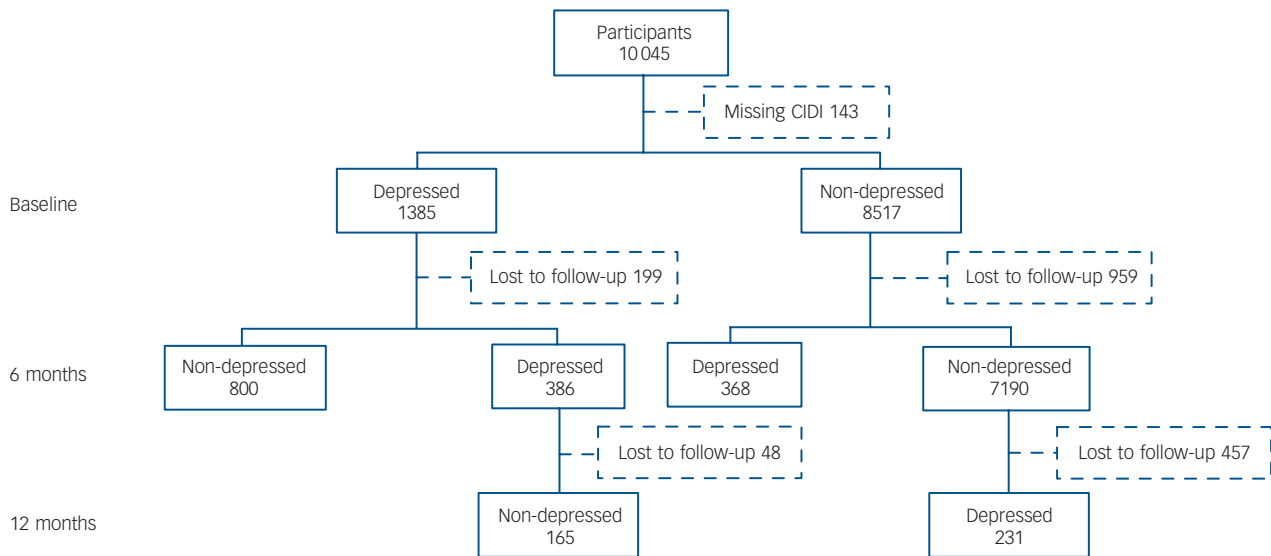 Participants
10 045
Missing CIDI 143
Baseline
Depressed
1385
Non-depressed
8517
Lost to follow-up 199
Lost to follow-up 959
6 months
Non-depressed
800
Depressed
386
Depressed
368
Non-depressed
7190
Lost to follow-up 48
Lost to follow-up 457
12 months
Non-depressed
165
Depressed
231